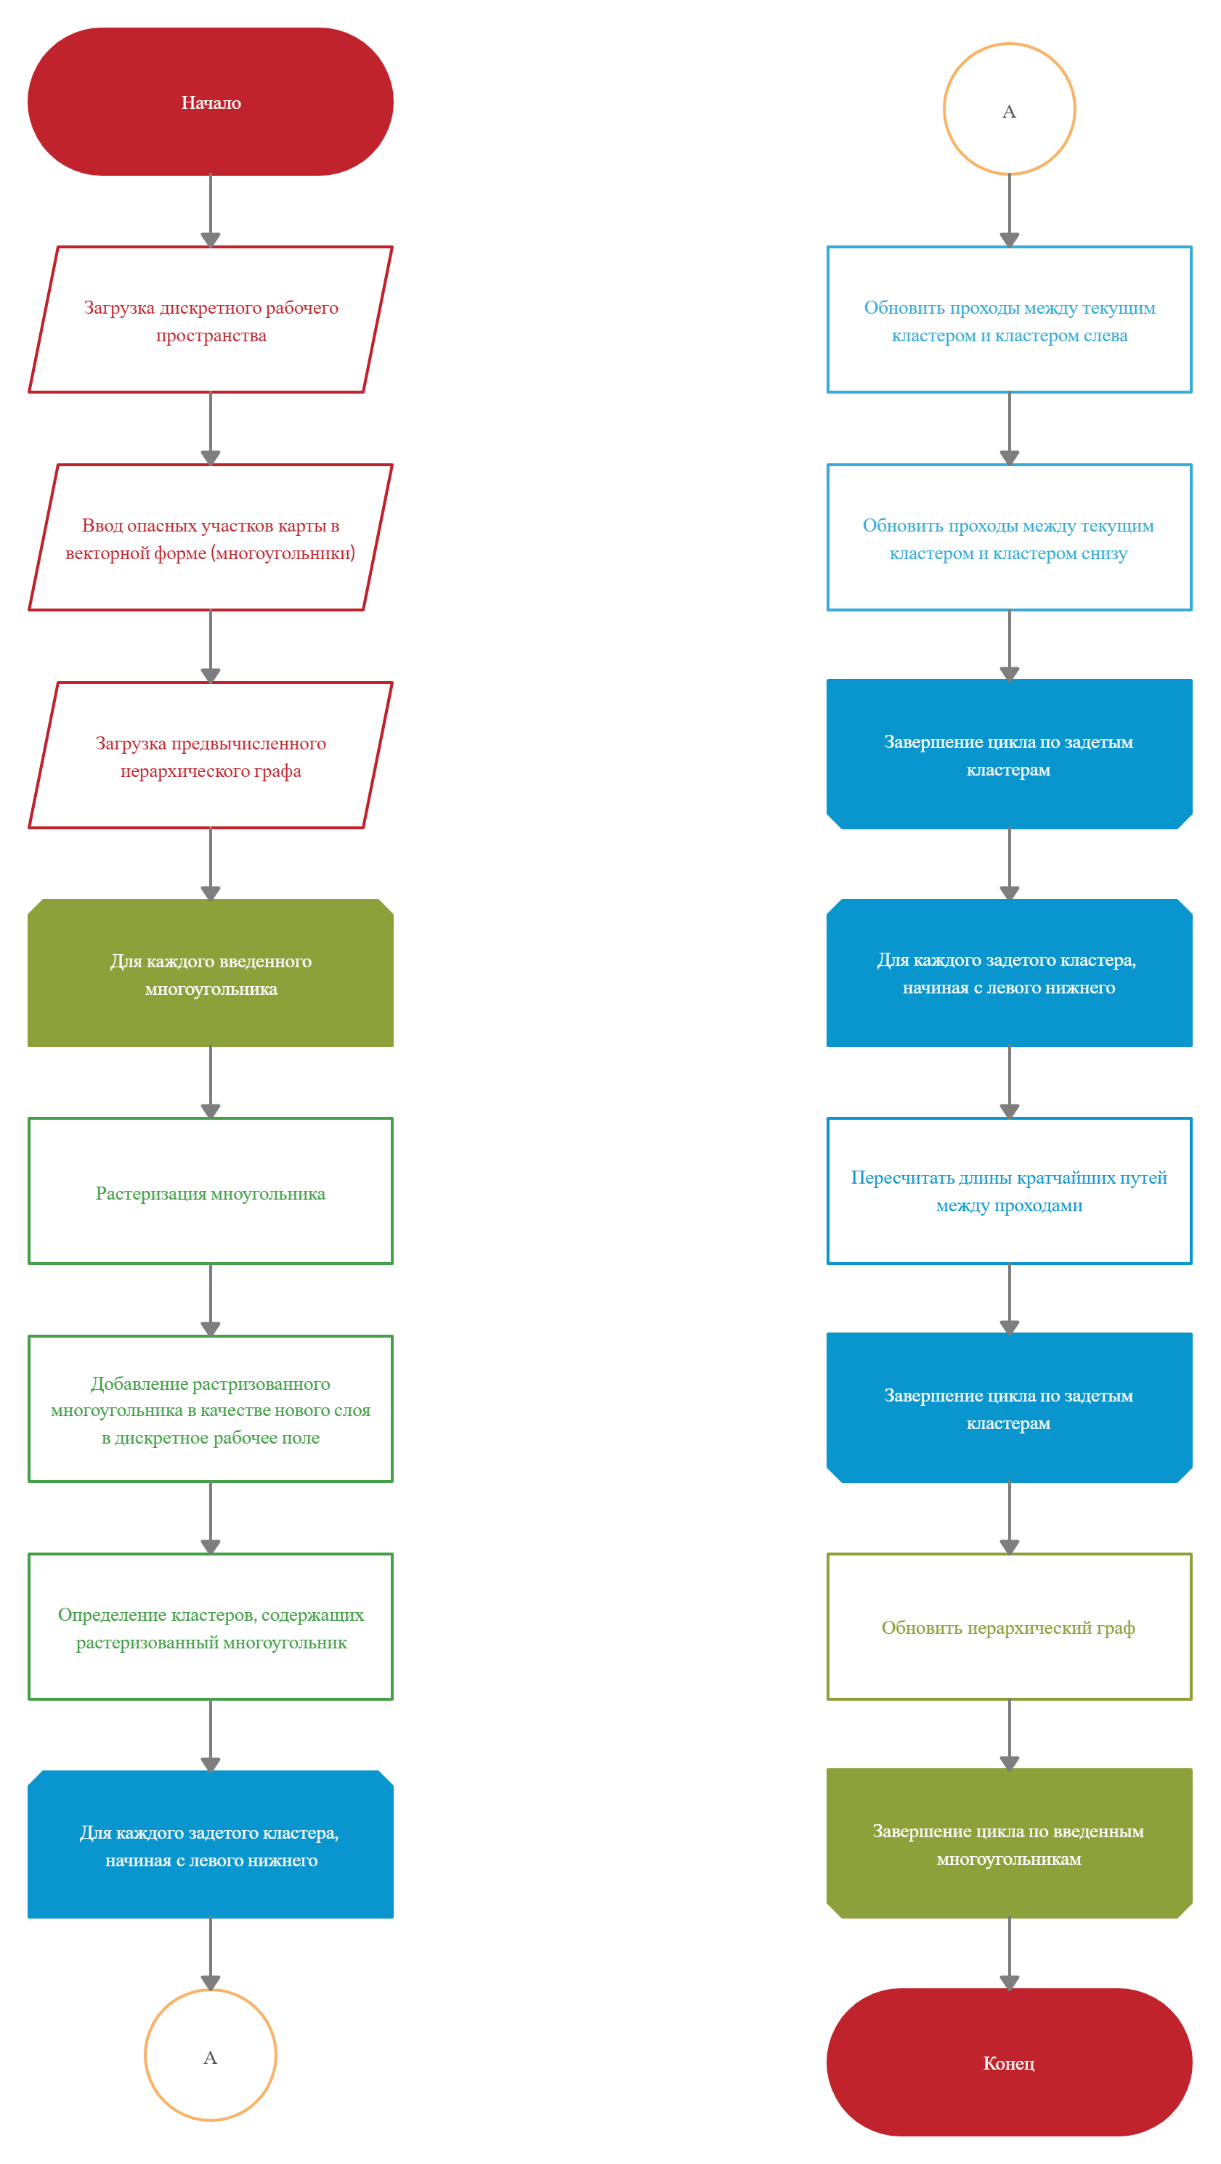 Начало
Загрузка дискретного рабочего
пространства
Ввод опасных участков карты в
векторной форме (многоугольники)
Загрузка предвычисленного
иерархического графа
Для каждого введенного
многоугольника
Растеризация мноугольника
Добавление растризованного
многоугольника в качестве нового слоя
в дискретное рабочее поле
Определение кластеров, содержащих
растеризованный многоугольник
Для каждого задетого кластера,
начиная с левого нижнего
А
А
Обновить проходы между текущим
кластером и кластером слева
Обновить проходы между текущим
кластером и кластером снизу
Завершение цикла по задетым
кластерам
Для каждого задетого кластера,
начиная с левого нижнего
Пересчитать длины кратчайших путей
между проходами
Завершение цикла по задетым
кластерам
Обновить иерархический граф
Завершение цикла по введенным
многоугольникам
Конец